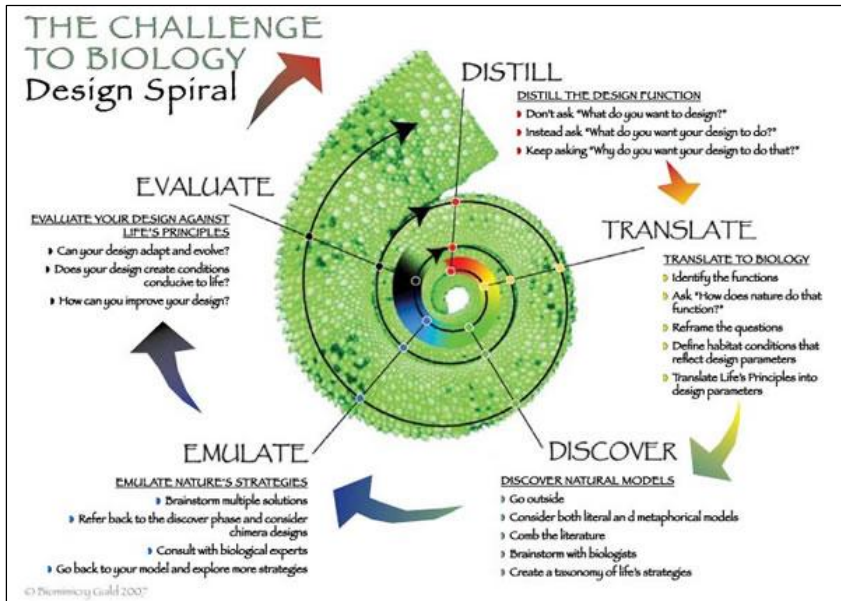 THE CHALLENGE
TO BIOLOGY
Design Spiral
DISTILL
DISTILL THE DESIGN FUNCTION
Don't ask "What do you want to design?"
Instead ask "What do you want your design to do?"
Keep asking "Why do you want your design to do that?"
TRANSLATE
TRANSLATE TO BIOLOGY
Identify the functions
Ask "How does nature do that
function?"
Reframe the questions
Define habitat conditions that
reflect design parameters
Translate Life's Principles into
design parameters
DISCOVER
DISCOVER NATURAL MODELS
Go outside
Consider both literal an d metaphorical models
Comb the literature
Brainstorm with biologists
Create a taxonomy of life's strategies
EMULATE
EMULATE NATURE'S STRATEGIES
Brainstorm multiple solutions
Refer back to the discover phase and consider
chimera designs
Consult with biological experts
Go back to your model and explore more strategies
EVALUATE
EVALUATE YOUR DESIGN AGAINST
LIFE'S PRINCIPLES
Can your design adapt and evolve?
Does your design create conditions
conducive to life?
How can you improve your design?
© Biomimicry Guild 2007